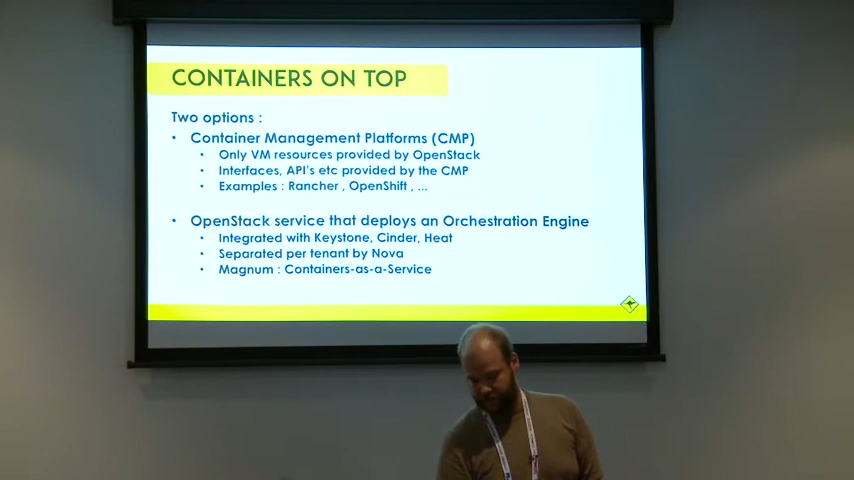 CONTAINERS ON TOP
Two options :
• Container Management Platforms (CMP)
• Only VM resources provided by OpenStack
• Interfaces, API's etc provided by the CMP
• Examples : Rancher , OpenShift , ...
• OpenStack service that deploys an Orchestration Engine
• Integrated with Keystone, Cinder, Heat
• Separated per tenant by Nova
• Magnum : Containers-as-a-Service